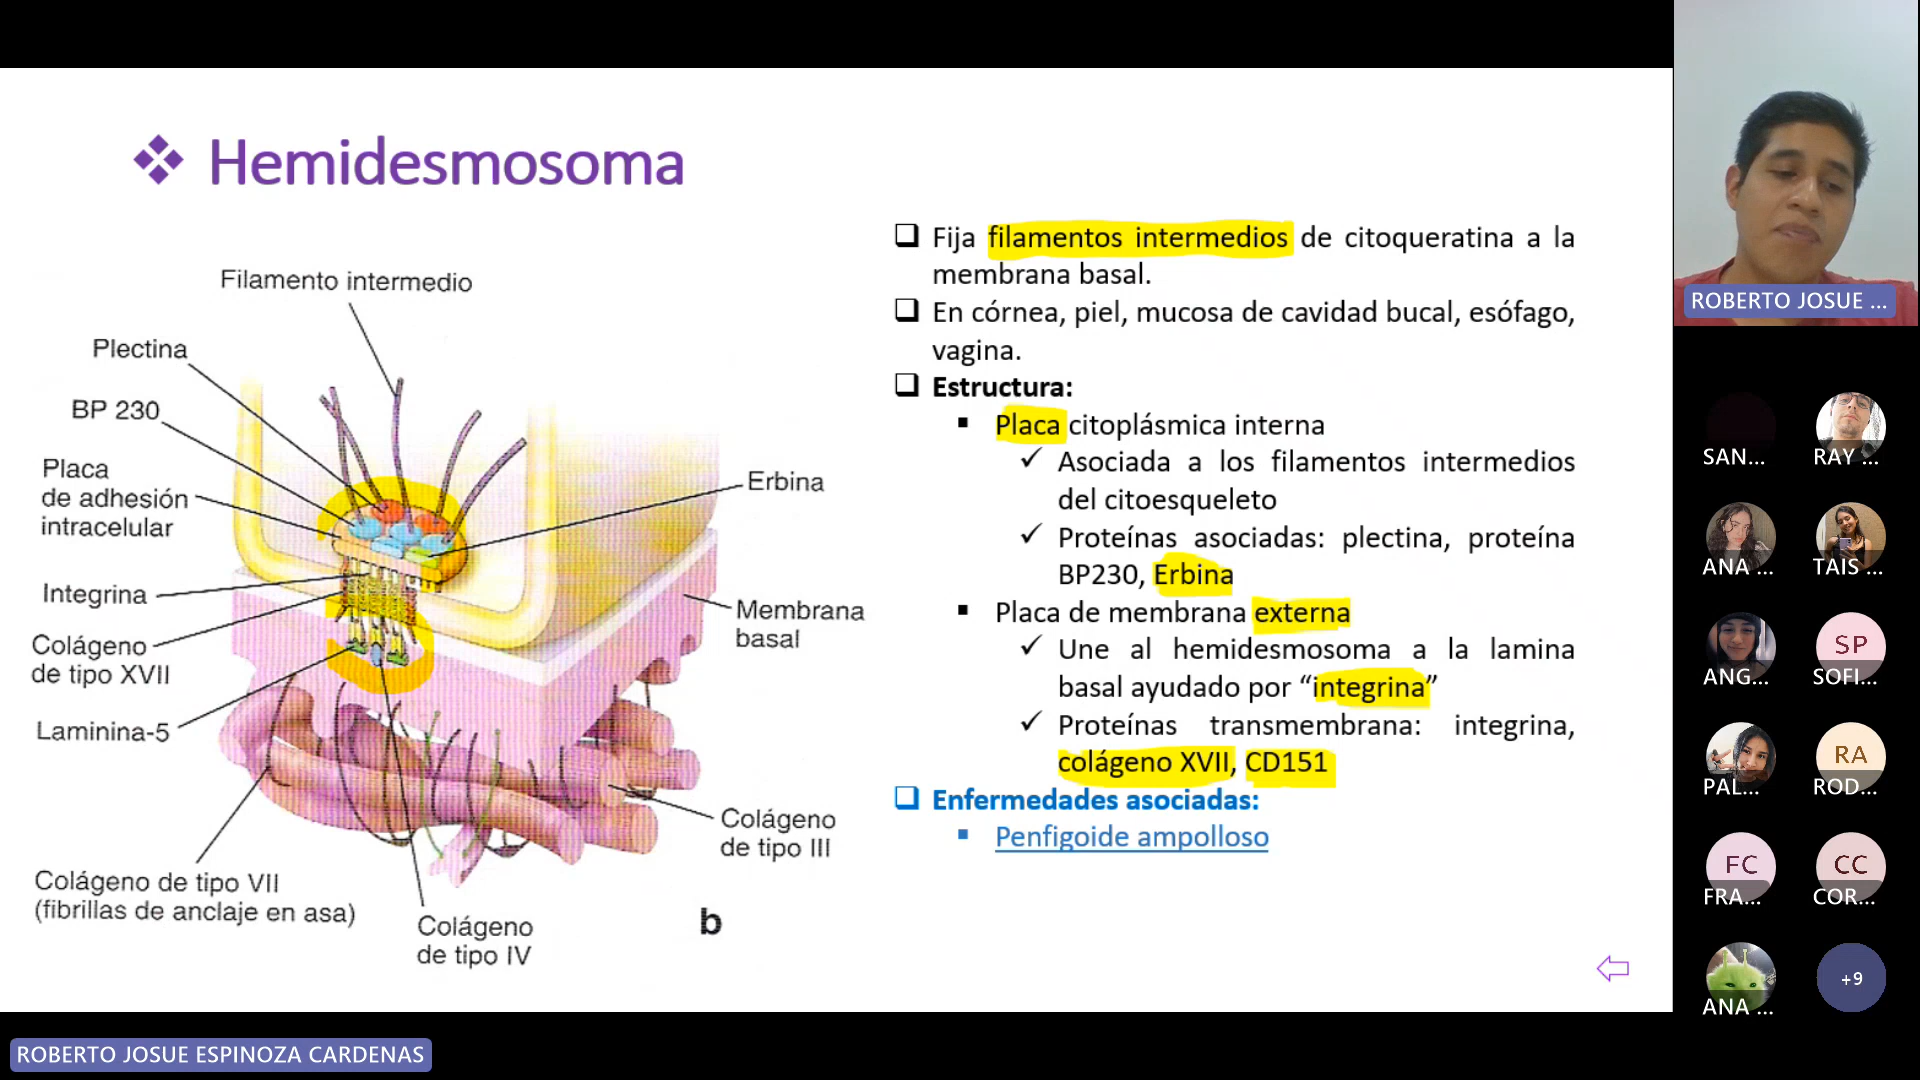 Hemidesmosoma
Filamento intermedio
Plectina
BP 230
Placa
de adhesión
intracelular
Integrina
Colágeno
de tipo XVII
Laminina-5
Colágeno de tipo VII
(fibrillas de anclaje en asa)
Colágeno
de tipo IV
Erbina
Membrana
basal
Colágeno
de tipo III
b
Fija filamentos intermedios de citoqueratina a la
membrana basal.
En córnea, piel, mucosa de cavidad bucal, esófago,
vagina.
Estructura:
Placa citoplásmica interna
Asociada a los filamentos intermedios
del citoesqueleto
Proteínas asociadas: plectina, proteína
BP230, Erbina
Placa de membrana externa
Une al hemidesmosoma a la lamina
basal ayudado por “integrina”
Proteínas transmembrana: integrina,
colágeno XVII, CD151
Enfermedades asociadas:
Penfigoide ampolloso
ROBERTO JOSUE ...
SAN...
RAY ...
ANA ...
TAIS ...
ANG...
SP
SOFI...
PAL...
RA
ROD...
FC
FRA...
CC
COR...
ANA ...
+9
ROBERTO JOSUE ESPINOZA CARDENAS